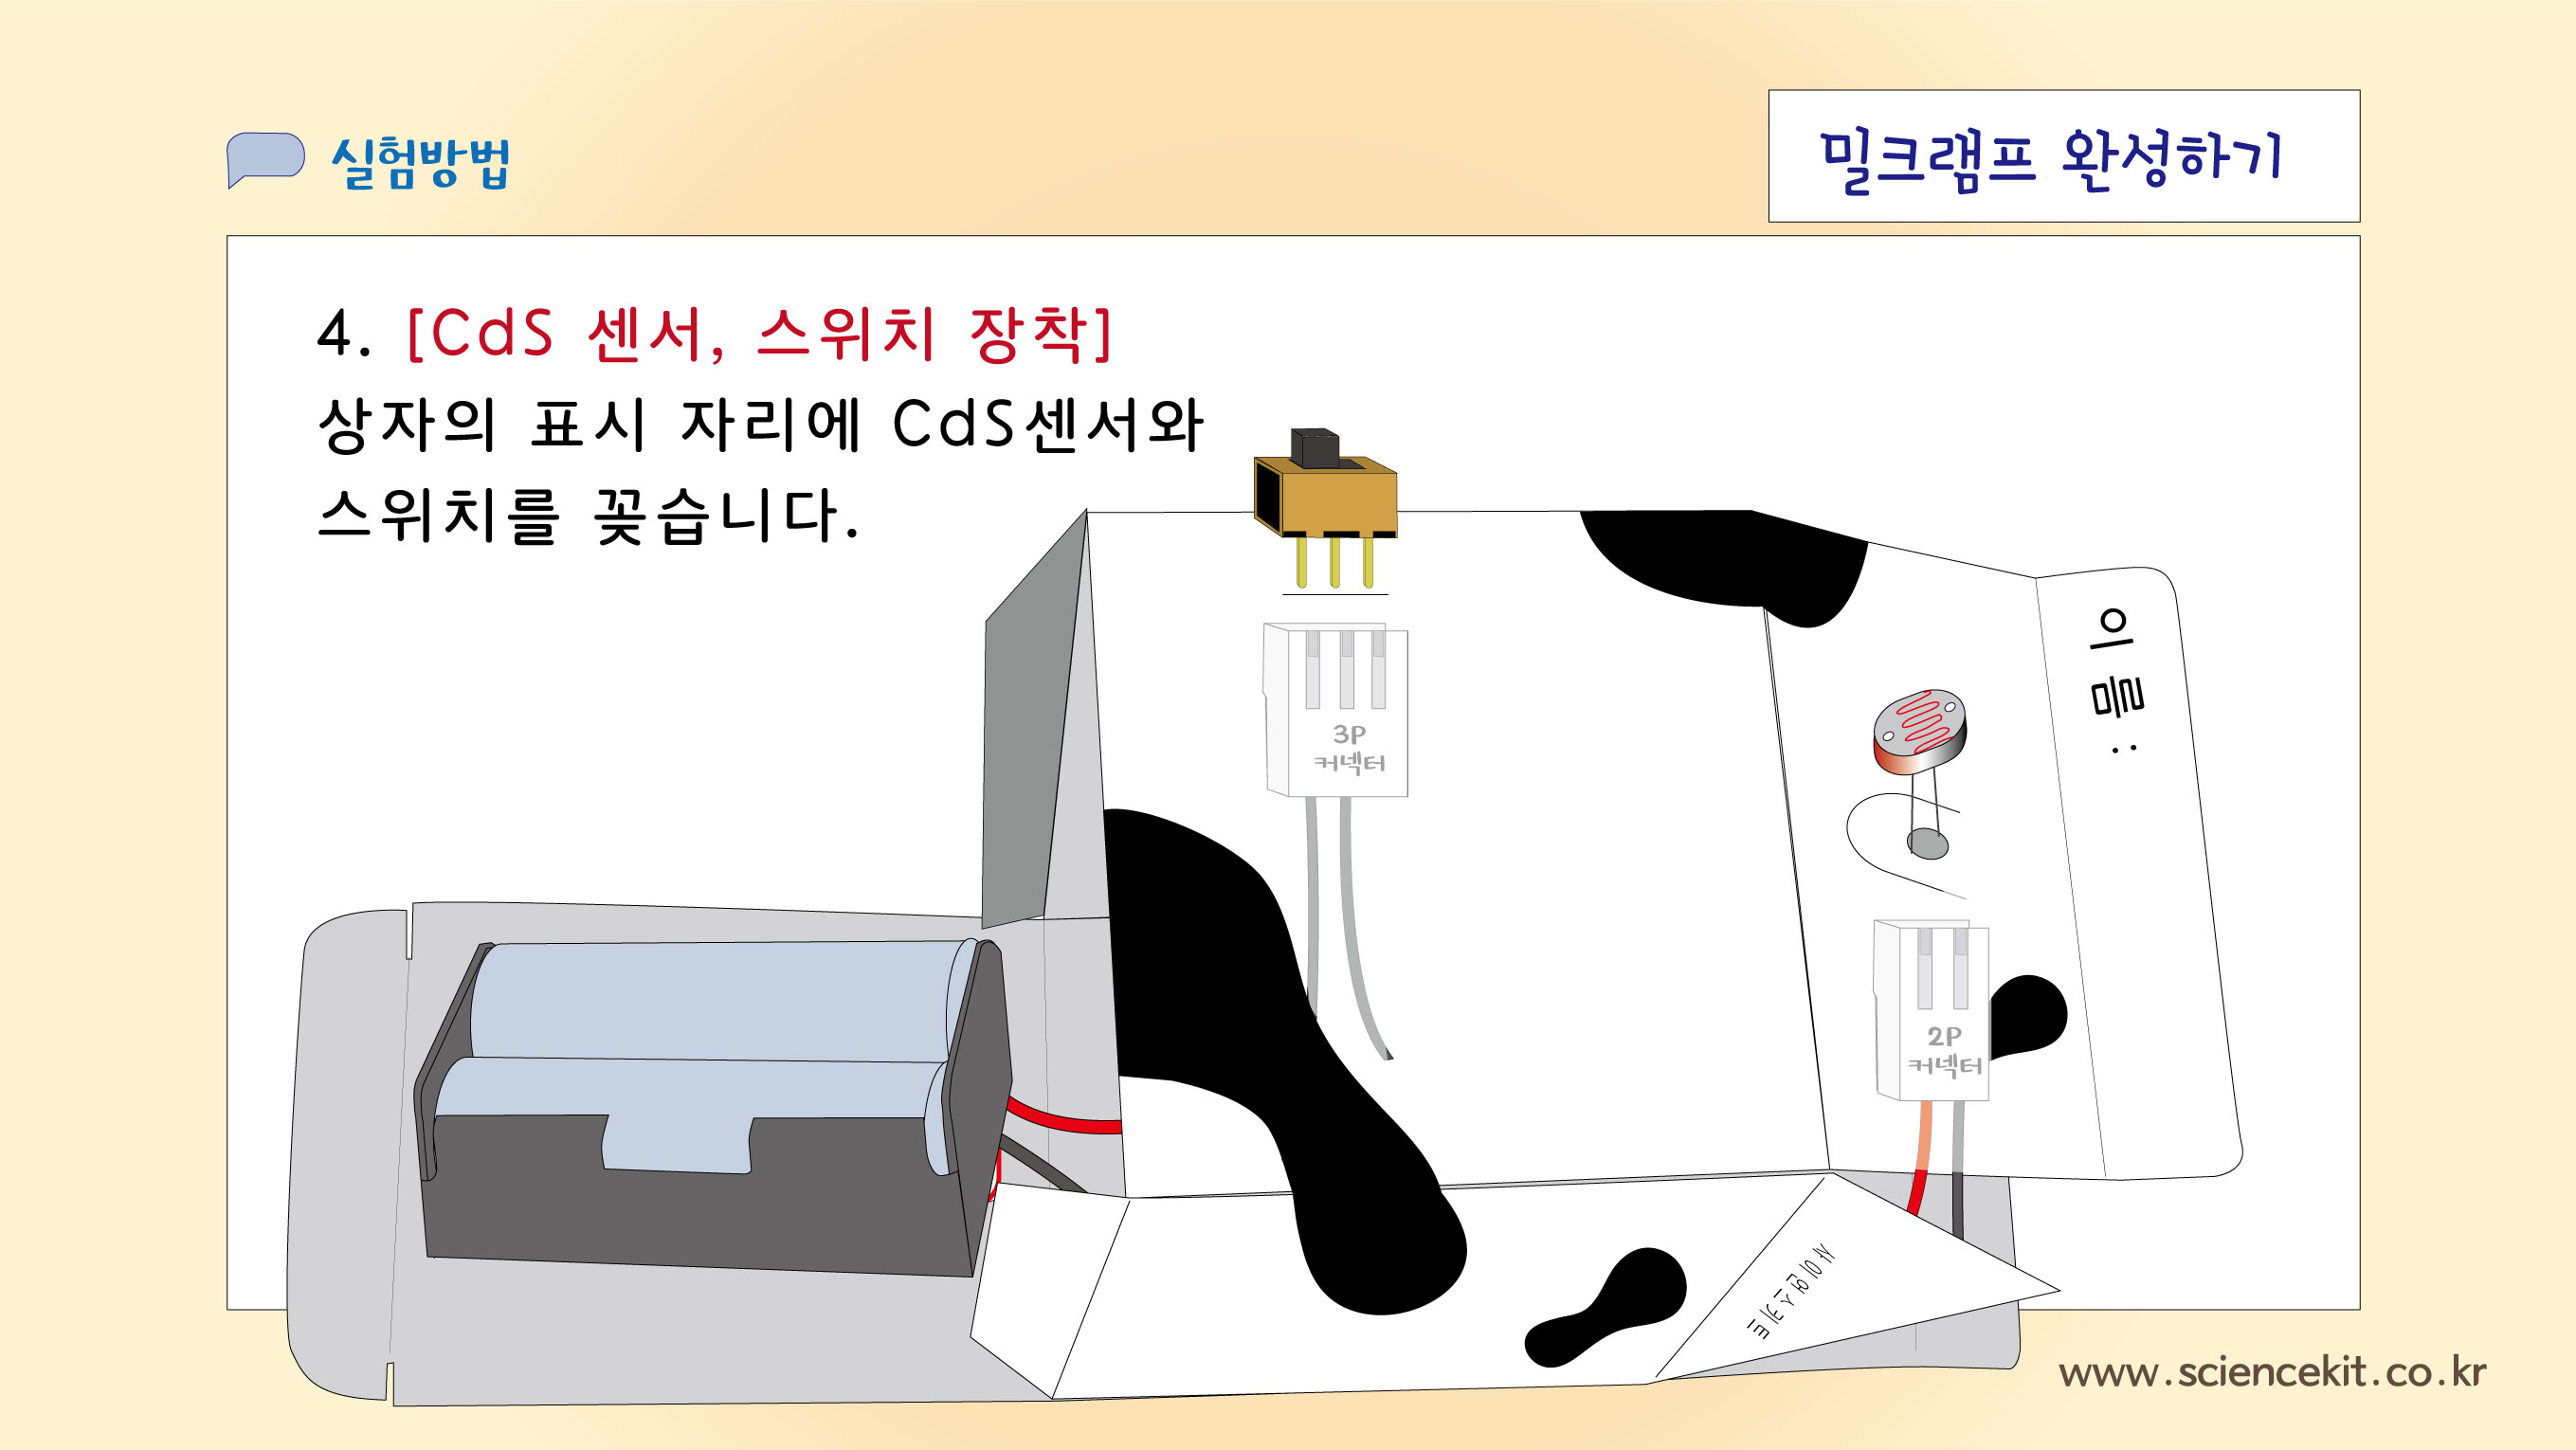 실험방법
밀크램프 완성하기
4. [CdS 센서, 스위치 장착]
상자의 표시 자리에 CdS센서와
스위치를 꽂습니다.
이름 :
3P
커넥터
2P
커넥터
www.sciencekit.co.kr